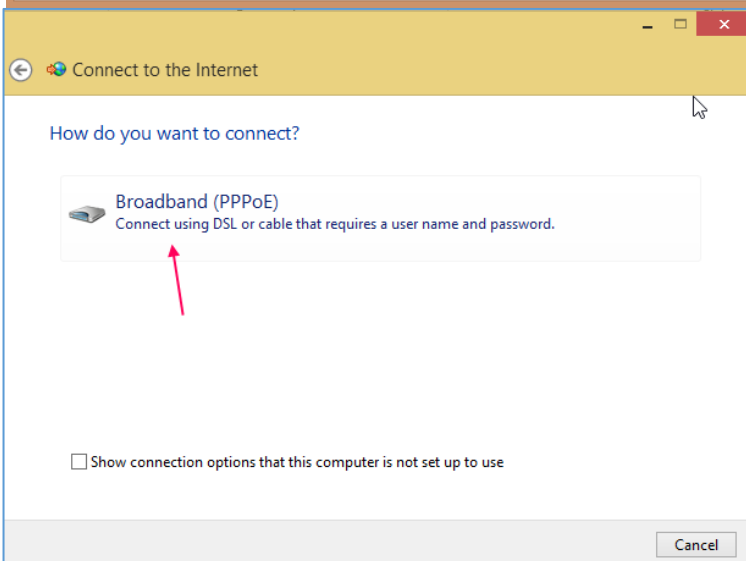 Connect to the Internet
How do you want to connect?
Broadband (PPPoE)
Connect using DSL or cable that requires a user name and password.
Show connection options that this computer is not set up to use
Cancel